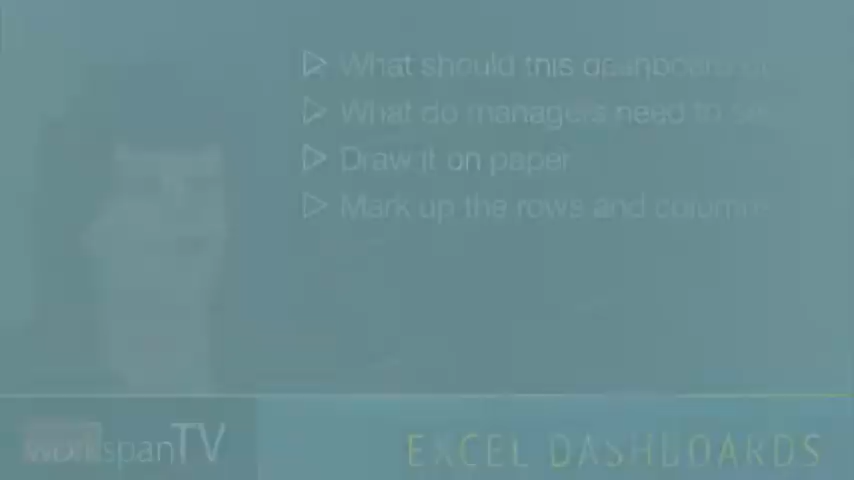 What should this dashboard
What do managers need to
Draw it on paper
Mark up the rows and columns
workspanTV
EXCEL DASHBOARDS